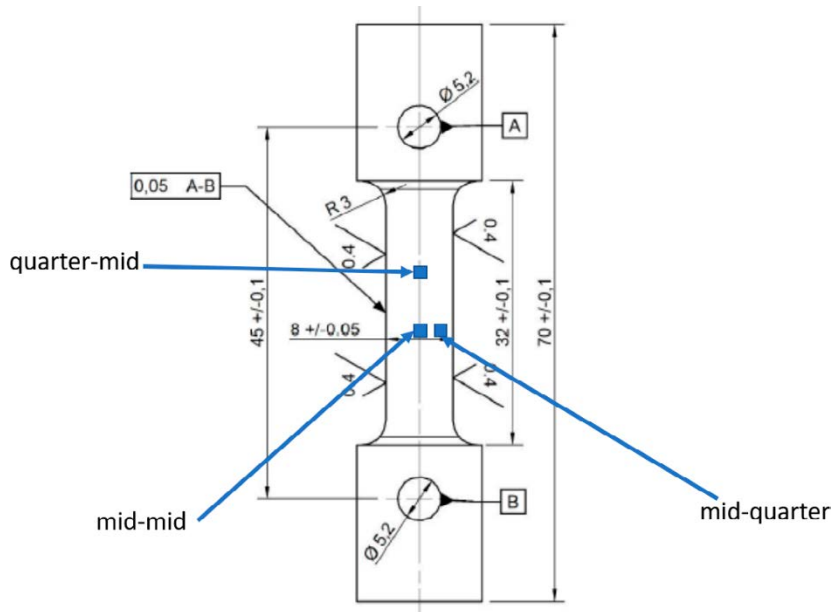 Ø5,2
A
0,05 A-B
R3
0.4
0.4
quarter-mid
45 +/-0,1
8 +/-0.05
32 +/-0,1
70 +/-0,1
0.4
0.4
B
mid-mid
mid-quarter
Ø5,2